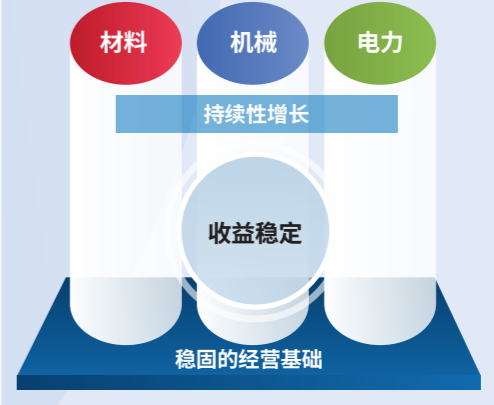 材料
机械
电力
持续性增长
收益稳定
稳固的经营基础